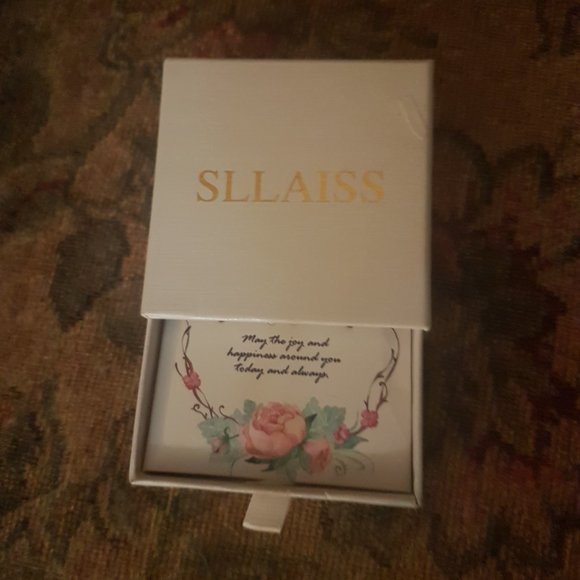 SLLAISS
May the joy and
happiness around you
today and always.